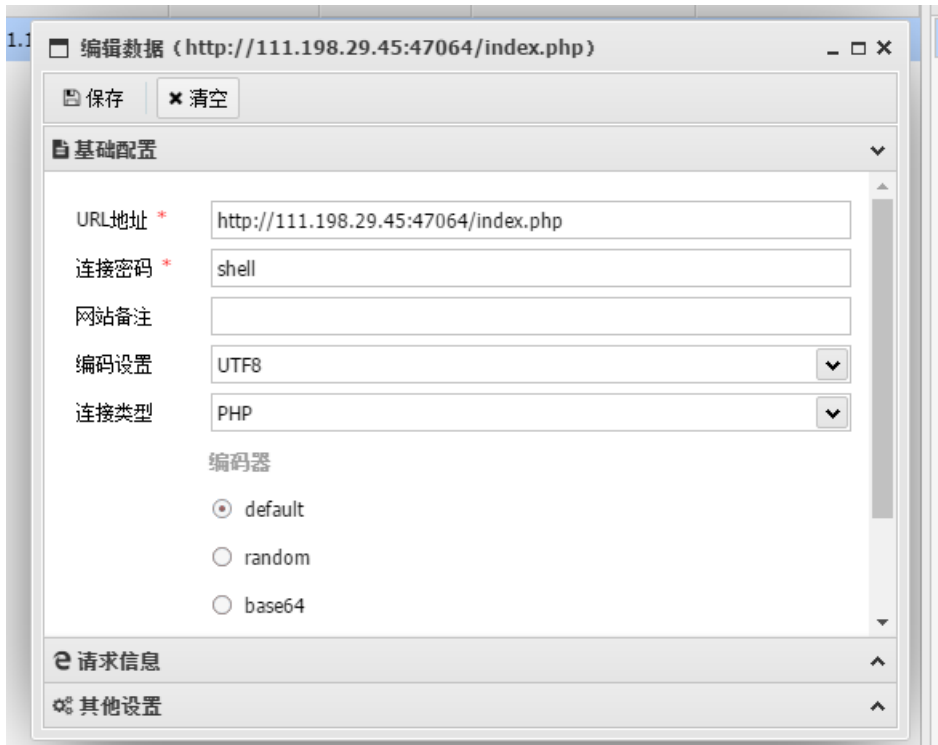 1.1
编辑数据 (http://111.198.29.45:47064/index.php)
保存 清空
基础配置
URL地址 * http://111.198.29.45:47064/index.php
连接密码 * shell
网站备注
编码设置 UTF8
连接类型 PHP
编码器
default
random
base64
请求信息
其他设置